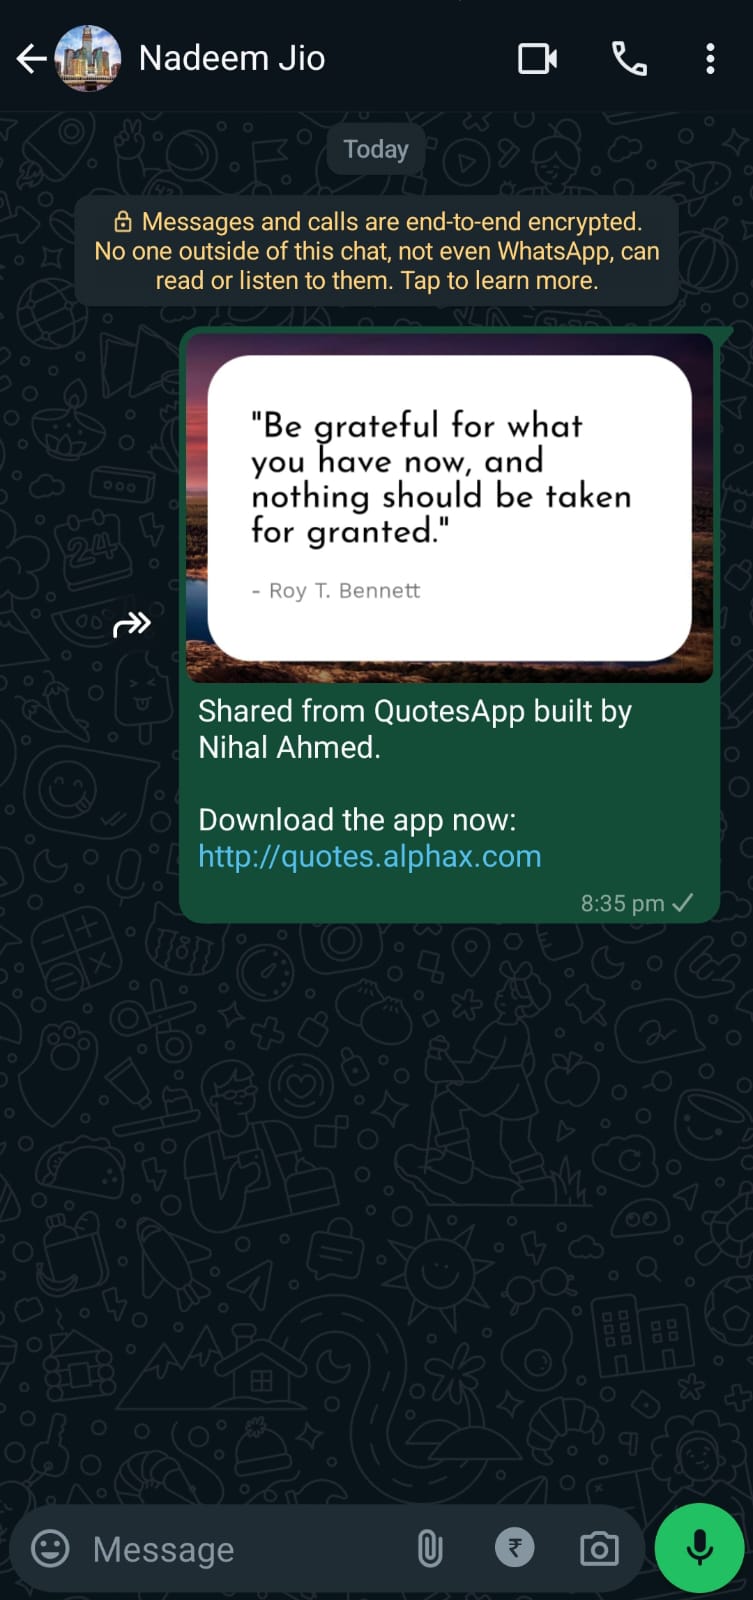 Nadeem Jio
Today
Messages and calls are end-to-end encrypted.
No one outside of this chat, not even WhatsApp, can
read or listen to them. Tap to learn more.
"Be grateful for what
you have now, and
nothing should be taken
for granted."
- Roy T. Bennett
Shared from QuotesApp built by
Nihal Ahmed.
Download the app now:
http://quotes.alphax.com
8:35 pm
Message